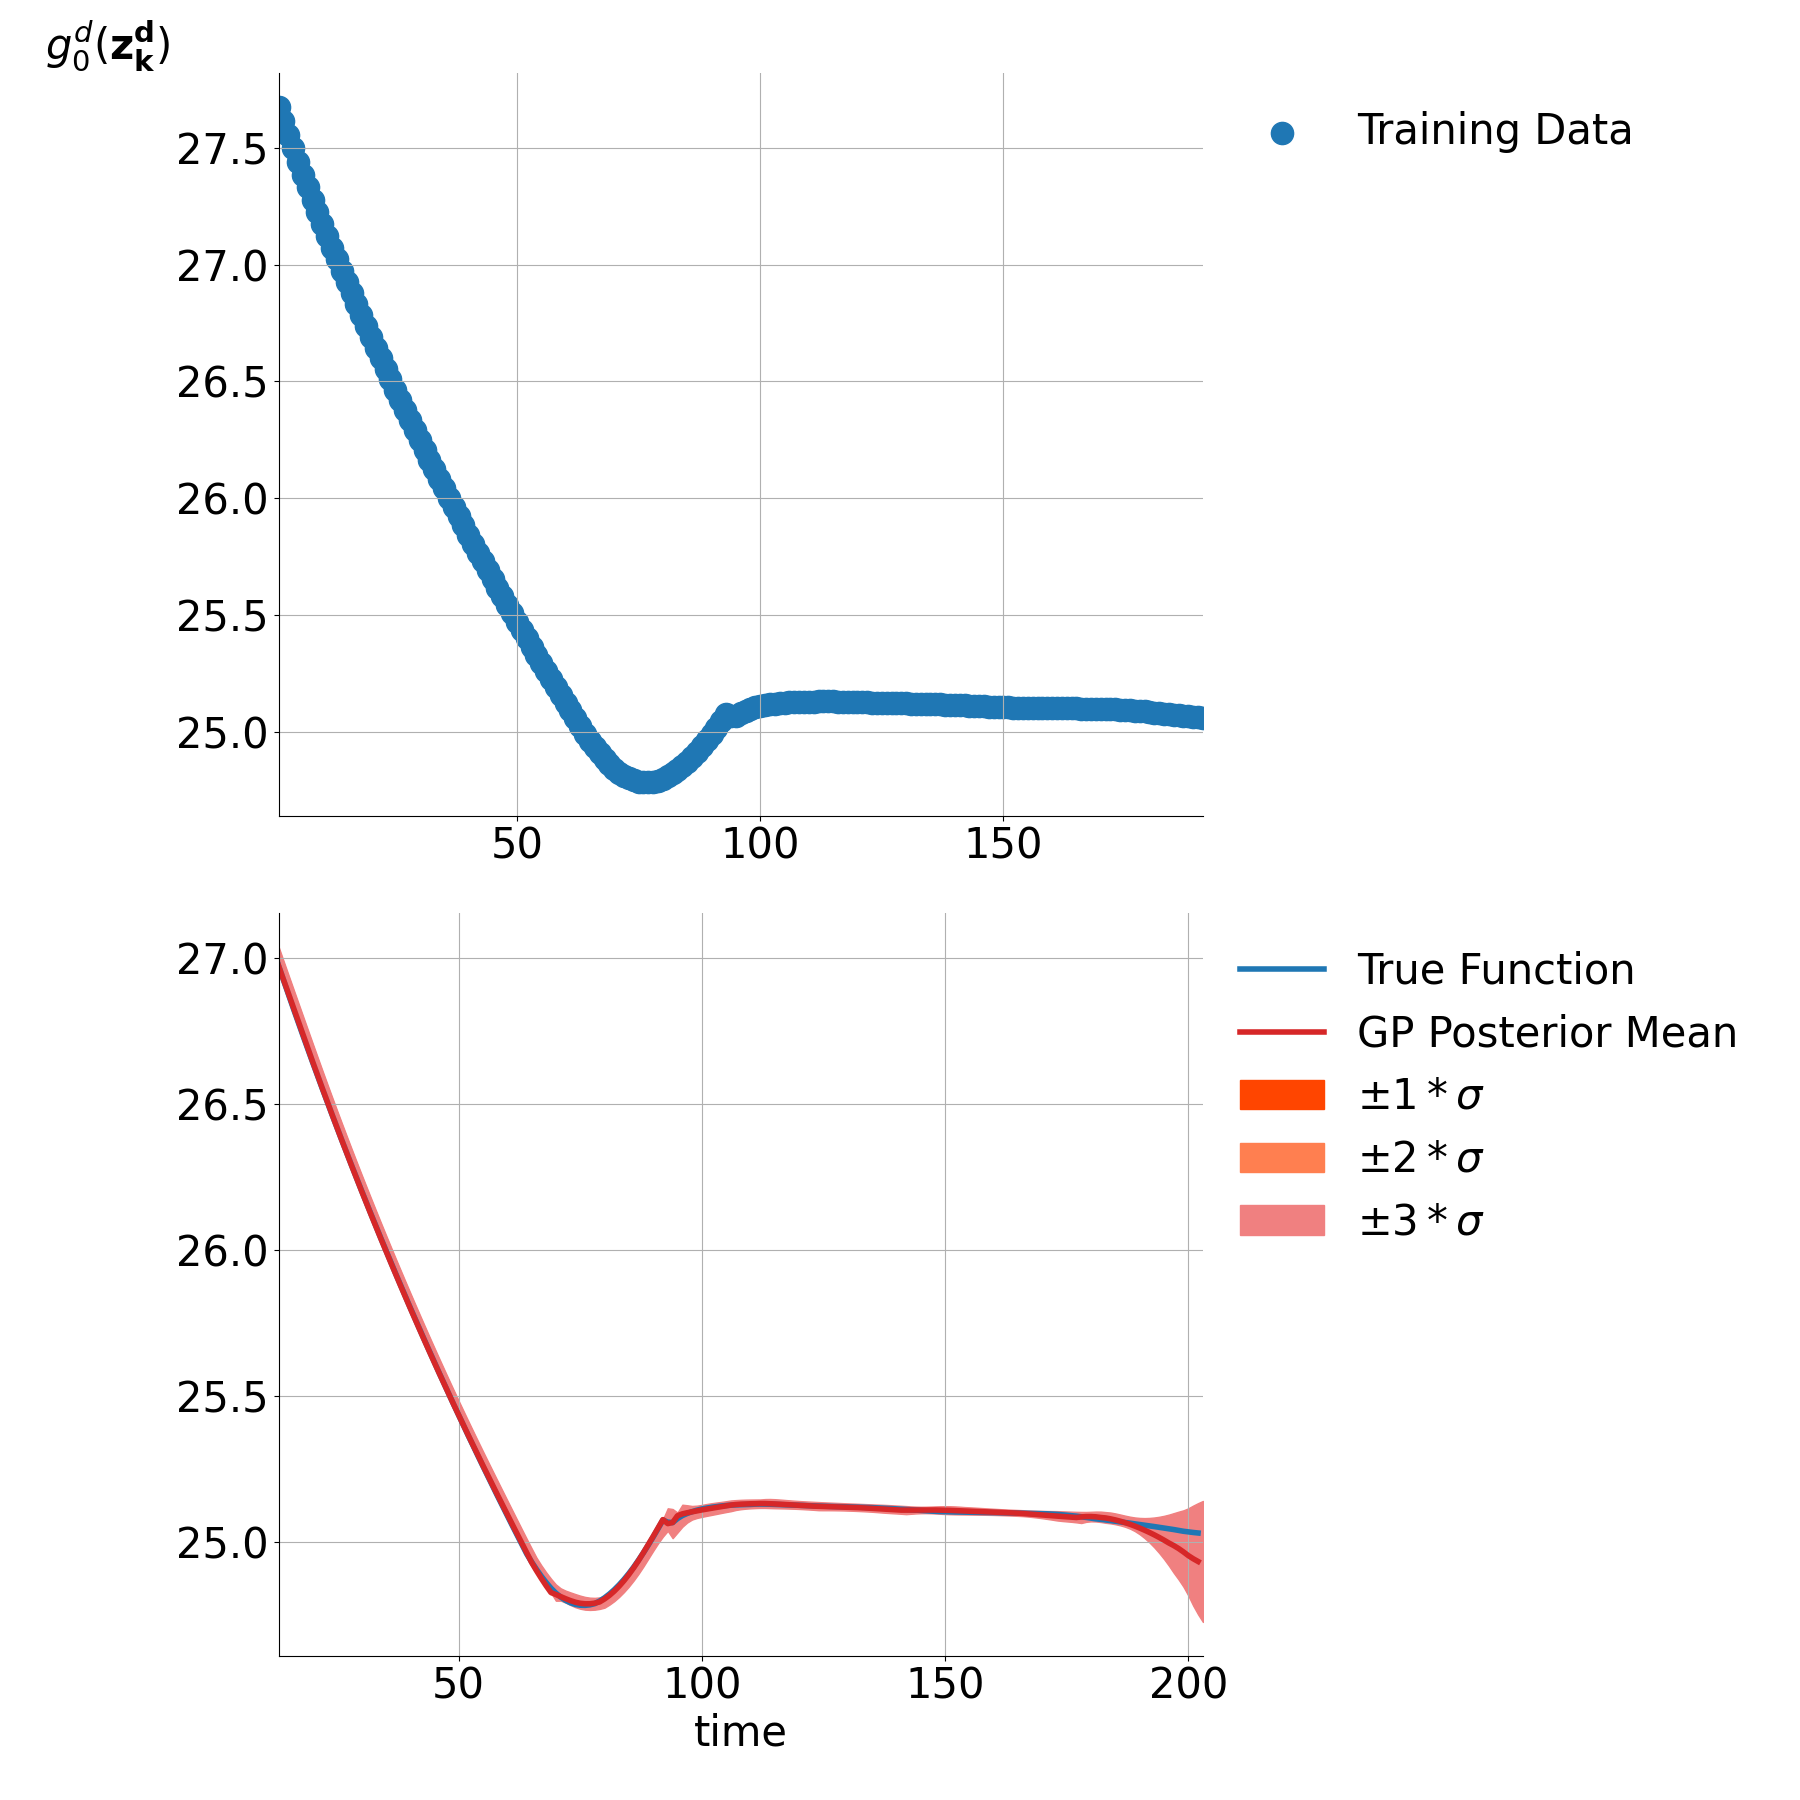 g₀ᵈ(𝐳ₖᵈ)
27.5
27.0
26.5
26.0
25.5
25.0
50 100 150
Training Data
27.0
26.5
26.0
25.5
25.0
50 100 150 200
time
True Function
GP Posterior Mean
±1 * σ
±2 * σ
±3 * σ